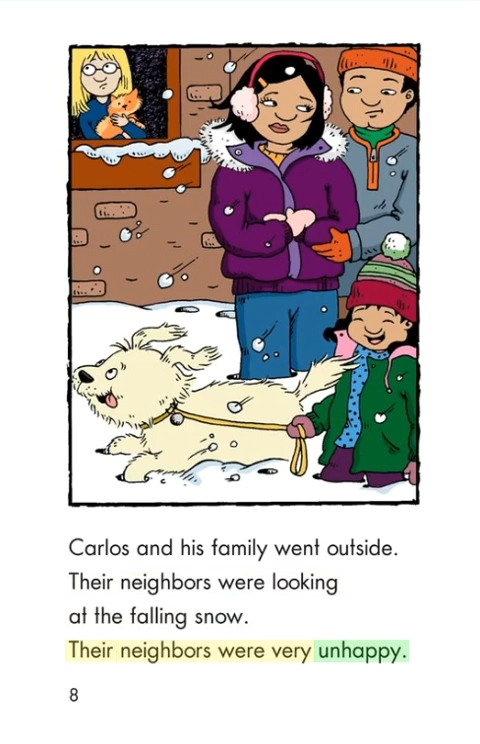 Carlos and his family went outside.
Their neighbors were looking
at the falling snow.
Their neighbors were very unhappy.
8